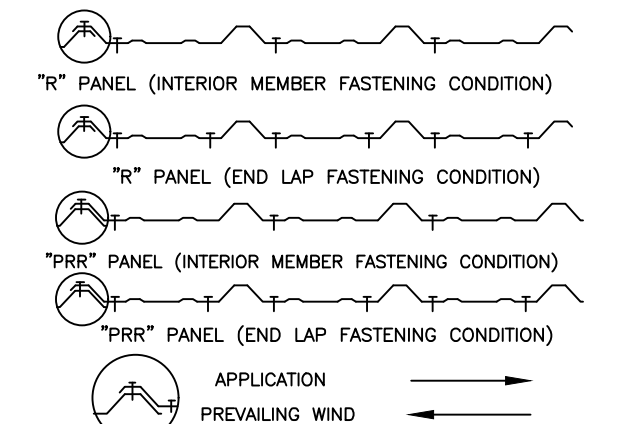 "R" PANEL (INTERIOR MEMBER FASTENING CONDITION)
"R" PANEL (END LAP FASTENING CONDITION)
"PRR" PANEL (INTERIOR MEMBER FASTENING CONDITION)
"PRR" PANEL (END LAP FASTENING CONDITION)
APPLICATION
PREVAILING WIND